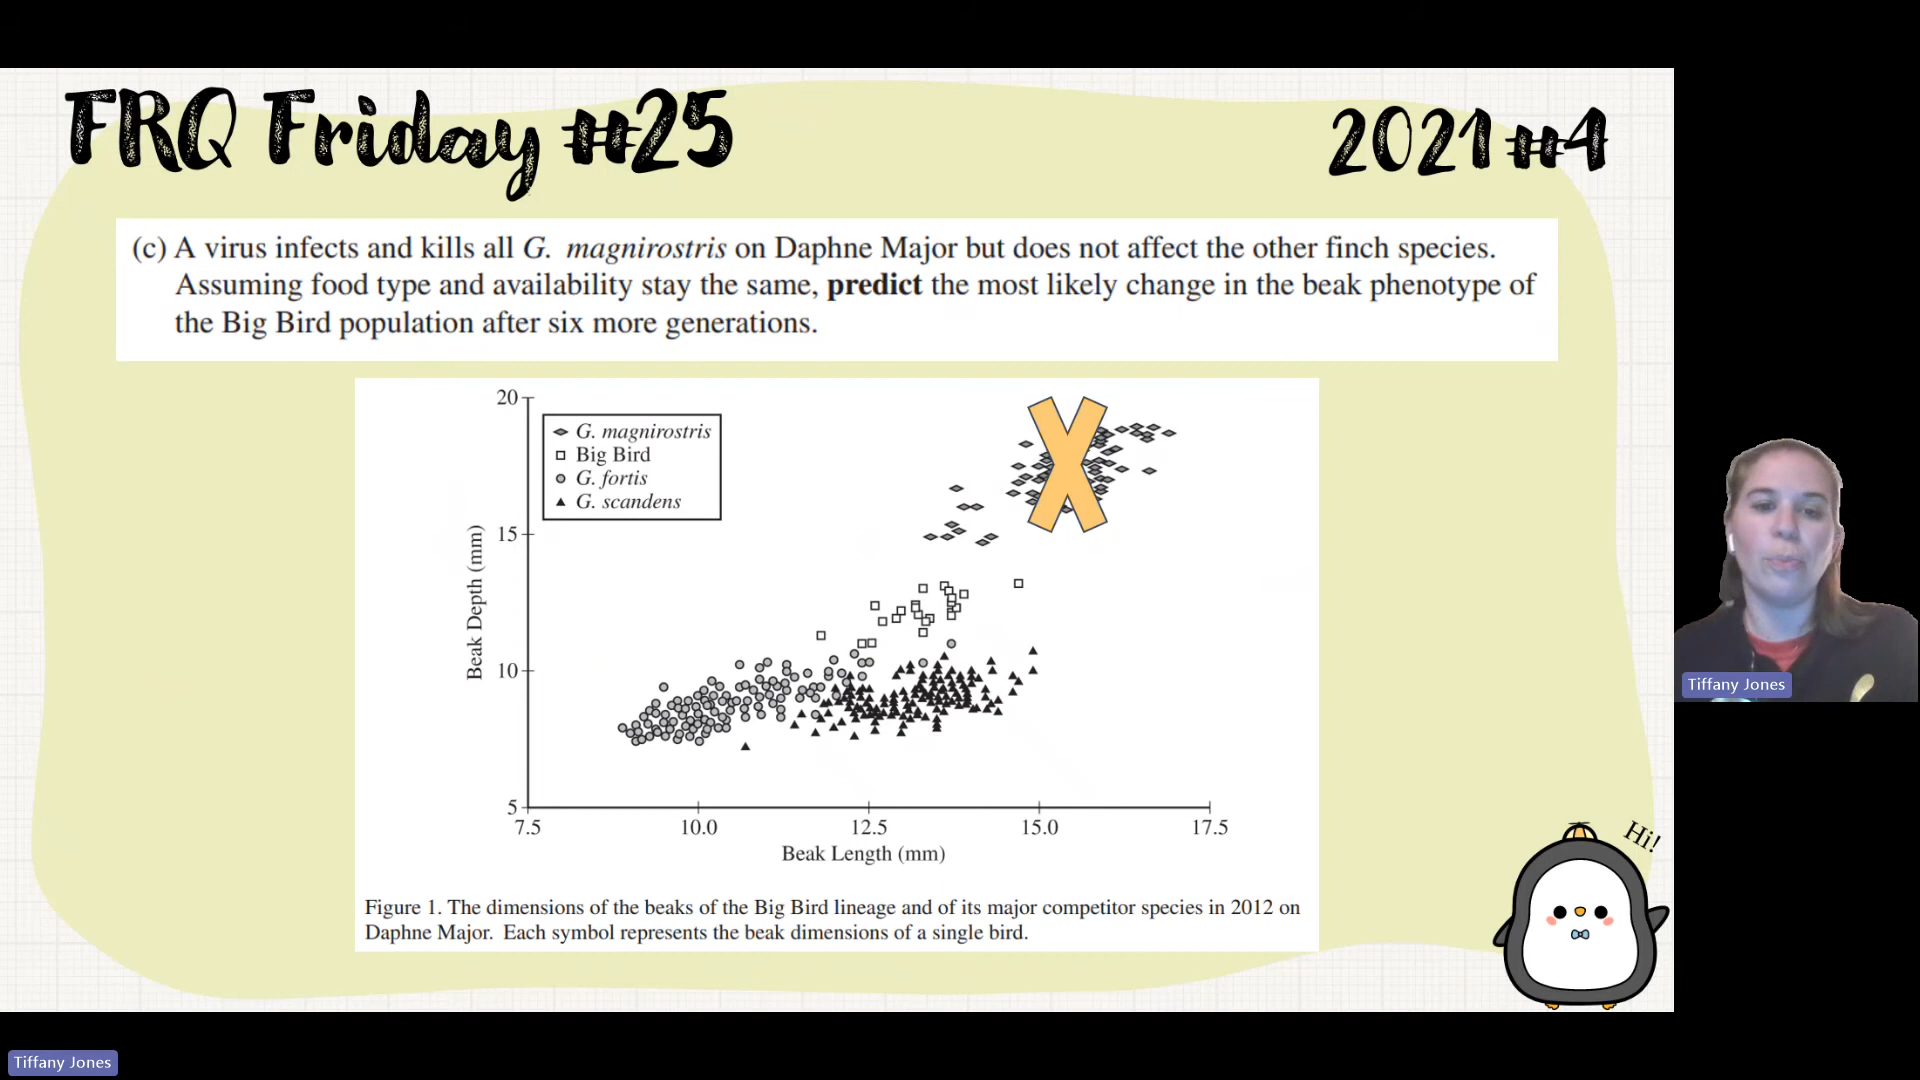 FRQ Friday #25
2021 #4
(c) A virus infects and kills all G. magnirostris on Daphne Major but does not affect the other finch species.
Assuming food type and availability stay the same, predict the most likely change in the beak phenotype of
the Big Bird population after six more generations.
20
G. magnirostris
Big Bird
G. fortis
G. scandens
15
Beak Depth (mm)
10
5
7.5 10.0 12.5 15.0 17.5
Beak Length (mm)
Figure 1. The dimensions of the beaks of the Big Bird lineage and of its major competitor species in 2012 on
Daphne Major. Each symbol represents the beak dimensions of a single bird.
Hi!
Tiffany Jones
Tiffany Jones